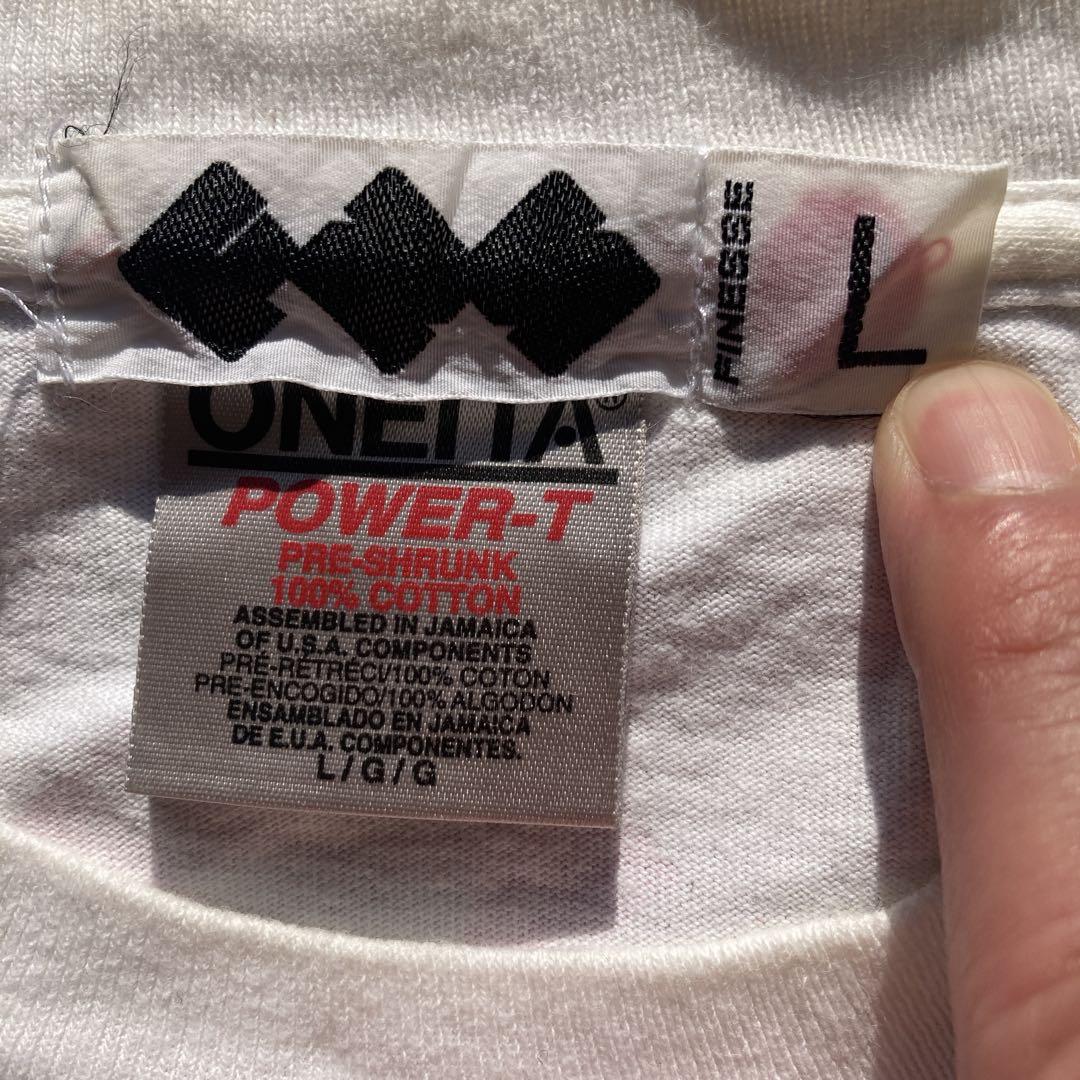 FINESSE
L
ONEITA®
POWER-T
PRE-SHRUNK
100% COTTON
ASSEMBLED IN JAMAICA
OF U.S.A. COMPONENTS
PRÉ-RÉTRÉCI/100% COTON
PRE-ENCOGIDO/100% ALGODON
ENSAMBLADO EN JAMAICA
DE E.U.A. COMPONENTES.
L/G/G